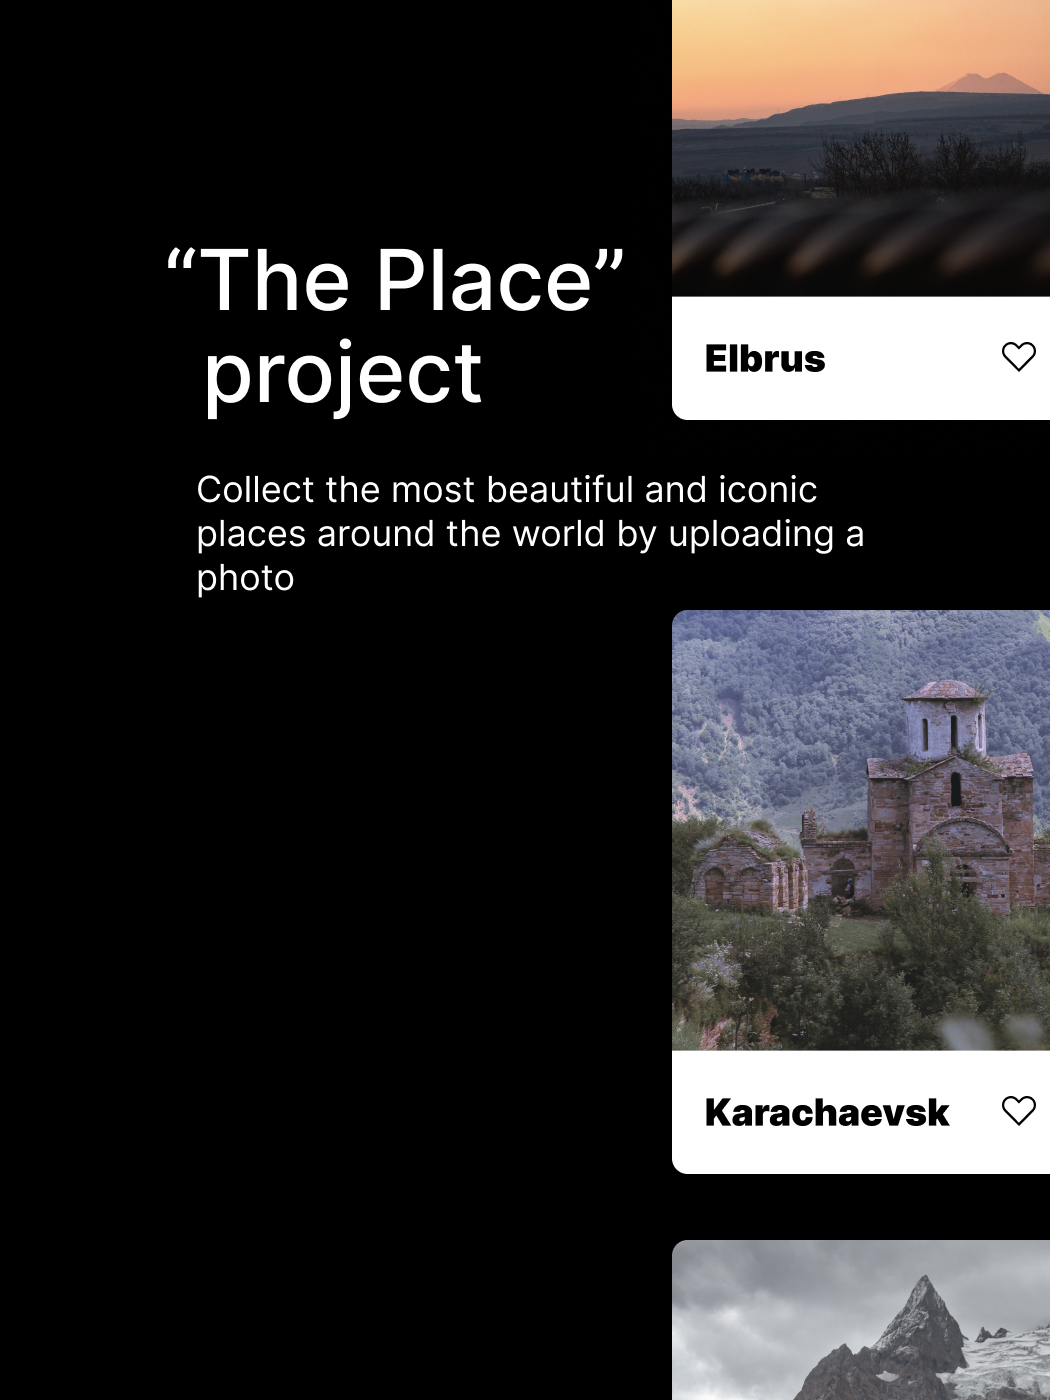 “The Place”
project
Elbrus
Collect the most beautiful and iconic
places around the world by uploading a
photo
Karachaevsk